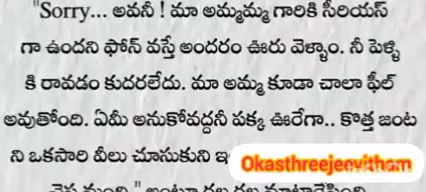 "Sorry... అవనీ ! మా అమ్మమ్మ గారికి సీరియస్
గా ఉందని ఫోన్ వస్తే అందరం ఊరు వెళ్ళాం. నీ పెళ్ళి
కి రావడం కుదరలేదు. మా అమ్మ కూడా చాలా ఫీల్
అవుతోంది. ఏమీ అనుకోవద్దనీ పక్క ఊరేగా.. కొత్త జంట
ని ఒకసారి వీలు చూసుకుని
Okasthreejeevitham